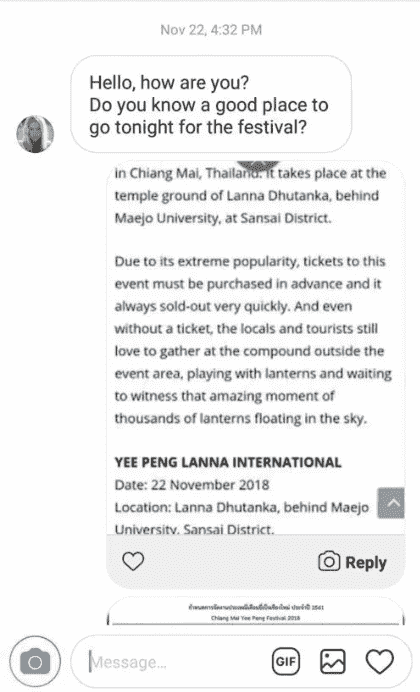 Nov 22, 4:32 PM
Hello, how are you?
Do you know a good place to
go tonight for the festival?
in Chiang Mai, Thailand. It takes place at the
temple ground of Lanna Dhutanka, behind
Maejo University, at Sansai District.
Due to its extreme popularity, tickets to this
event must be purchased in advance and it
always sold-out very quickly. And even
without a ticket, the locals and tourists still
love to gather at the compound outside the
event area, playing with lanterns and waiting
to witness that amazing moment of
thousands of lanterns floating in the sky.
YEE PENG LANNA INTERNATIONAL
Date: 22 November 2018
Location: Lanna Dhutanka, behind Maejo
University, Sansai District.
Reply
Chiang Mai Yee Peng Festival 2018
Message...
GIF